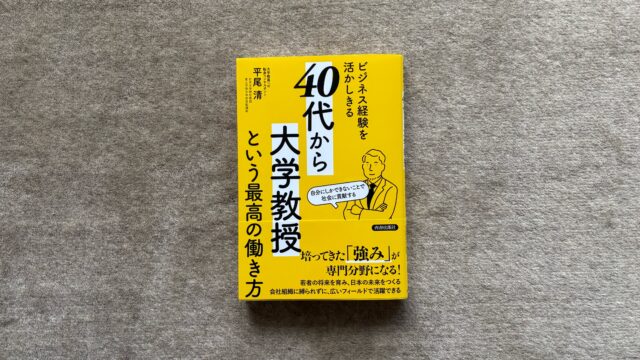 ビジネス経験を
活かしきる
40代から
大学教授
という最高の働き方
平尾 清
自分にしかできないことで
社会に貢献する
青春出版社
培ってきた「強み」が
専門分野になる!
若者の将来を育み、日本の未来をつくる
会社組織に縛られずに、広いフィールドで活躍できる